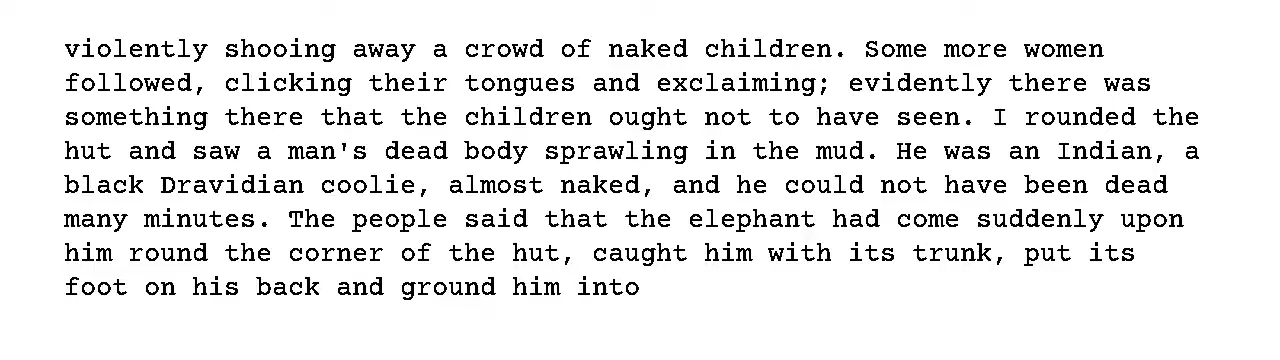 violently shooing away a crowd of naked children. Some more women
followed, clicking their tongues and exclaiming; evidently there was
something there that the children ought not to have seen. I rounded the
hut and saw a man's dead body sprawling in the mud. He was an Indian, a
black Dravidian coolie, almost naked, and he could not have been dead
many minutes. The people said that the elephant had come suddenly upon
him round the corner of the hut, caught him with its trunk, put its
foot on his back and ground him into